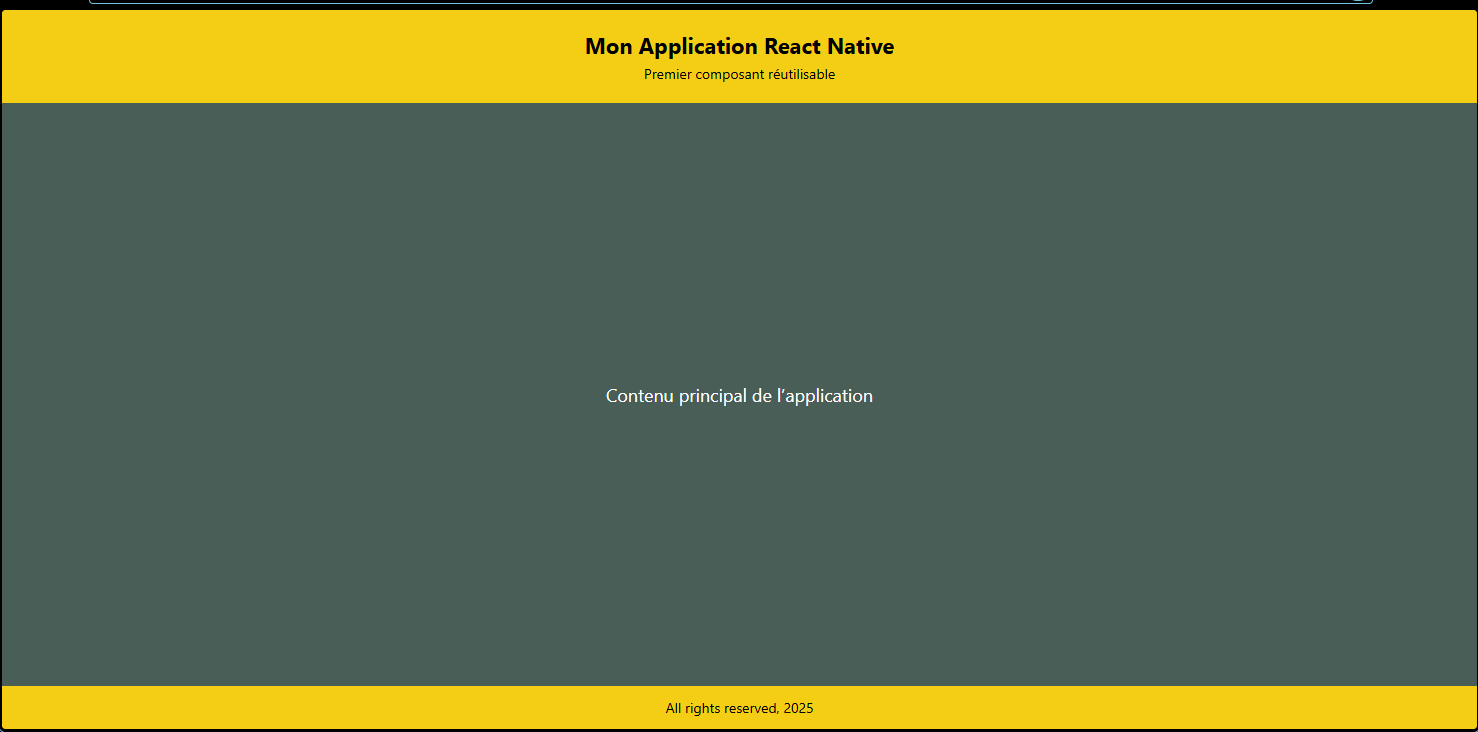 Mon Application React Native
Premier composant réutilisable
Contenu principal de l’application
All rights reserved, 2025